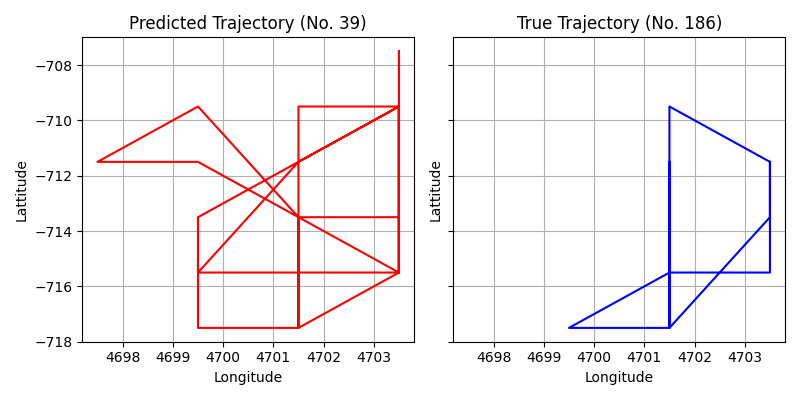 Predicted Trajectory (No. 39)
True Trajectory (No. 186)
−708
−710
−712
−714
−716
−718
Lattitude
Lattitude
4698 4699 4700 4701 4702 4703
4698 4699 4700 4701 4702 4703
Longitude
Longitude